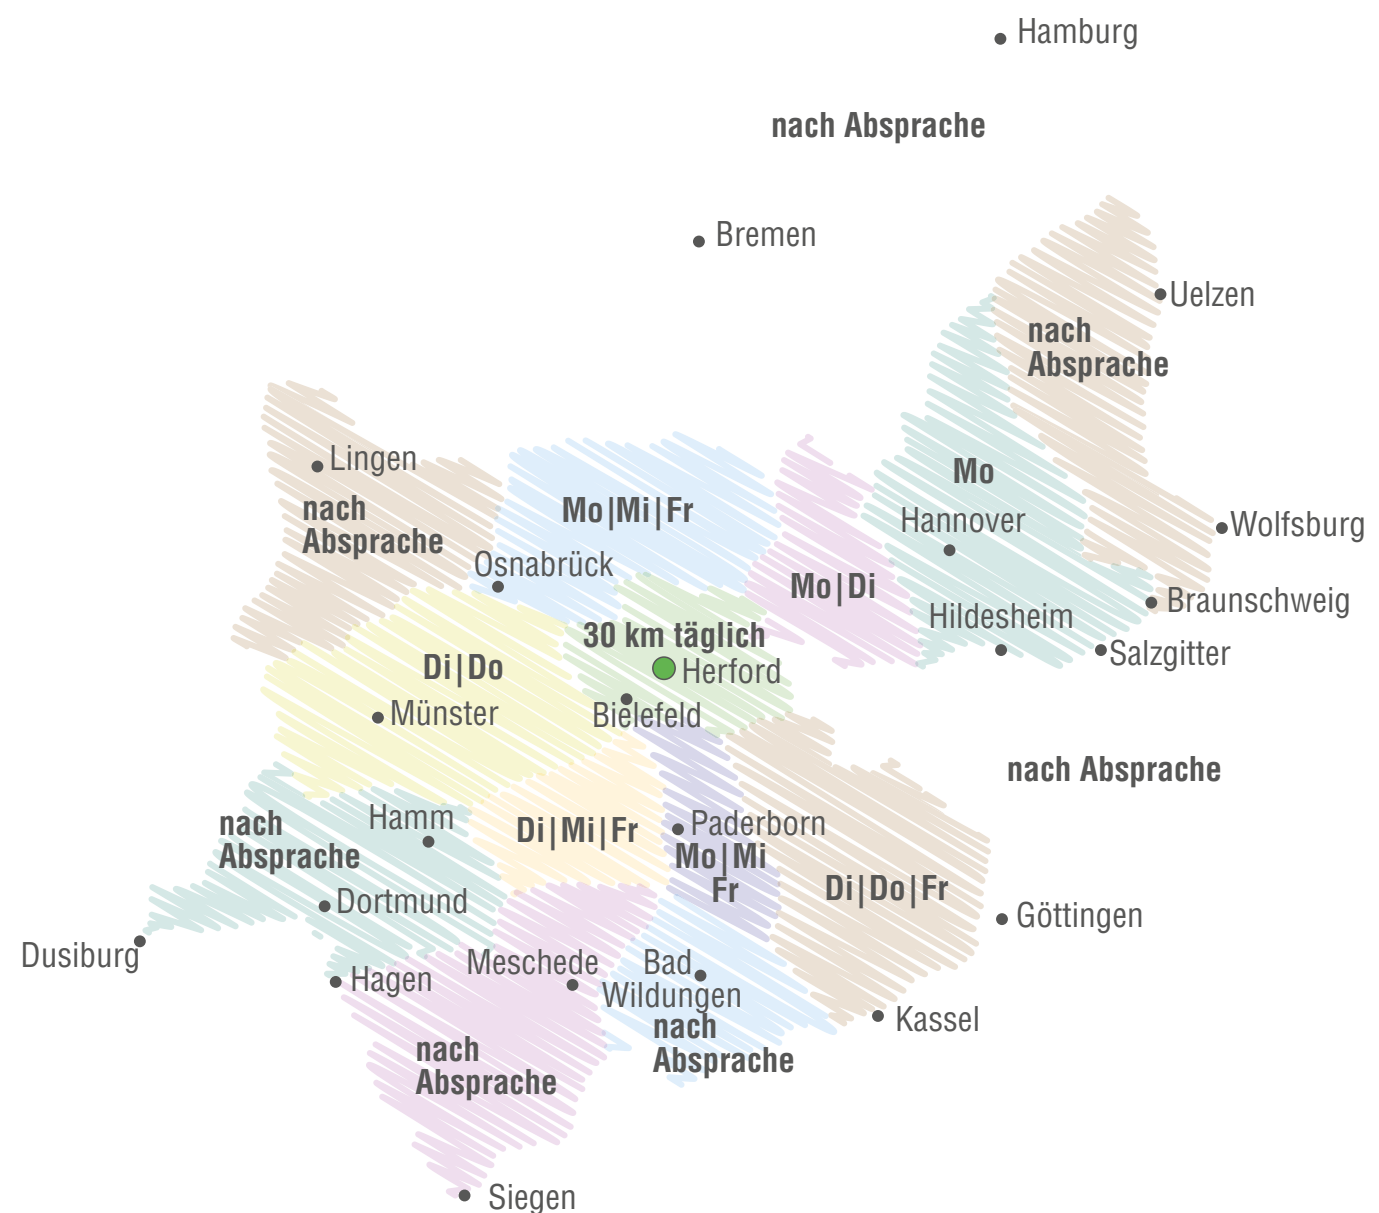 Hamburg
nach Absprache
Bremen
Uelzen
nach
Absprache
Lingen
nach
Absprache
Mo|Mi|Fr
Mo
Hannover
Wolfsburg
Osnabrück
Mo|Di
Braunschweig
Hildesheim
30 km täglich
Salzgitter
Di|Do
Herford
Münster
Bielefeld
nach Absprache
Hamm
nach
Absprache
Di|Mi|Fr
Paderborn
Mo|Mi
Fr
Di|Do|Fr
Dortmund
Göttingen
Dusiburg
Hagen
Meschede
Bad
Wildungen
nach
Absprache
Kassel
nach
Absprache
Siegen